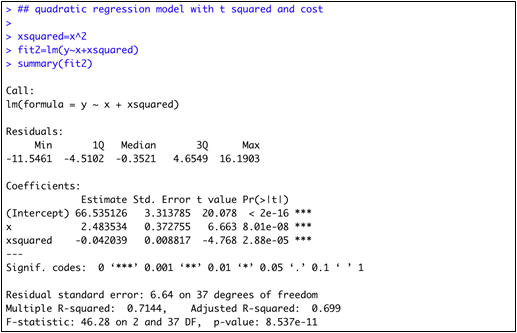 > ## quadratic regression model with t squared and cost
>
> xsquared=x^2
> fit2=lm(y~x+xsquared)
> summary(fit2)
Call:
lm(formula = y ~ x + xsquared)
Residuals:
Min 1Q Median 3Q Max
-11.5461 -4.5102 -0.3521 4.6549 16.1903
Coefficients:
Estimate Std. Error t value Pr(>|t|)
(Intercept) 66.535126 3.313785 20.078 < 2e-16 ***
x 2.483534 0.372755 6.663 8.01e-08 ***
xsquared -0.042039 0.008817 -4.768 2.88e-05 ***
---
Signif. codes: 0 ‘***’ 0.001 ‘**’ 0.01 ‘*’ 0.05 ‘.’ 0.1 ‘ ’ 1
Residual standard error: 6.64 on 37 degrees of freedom
Multiple R-squared: 0.7144, Adjusted R-squared: 0.699
F-statistic: 46.28 on 2 and 37 DF, p-value: 8.537e-11